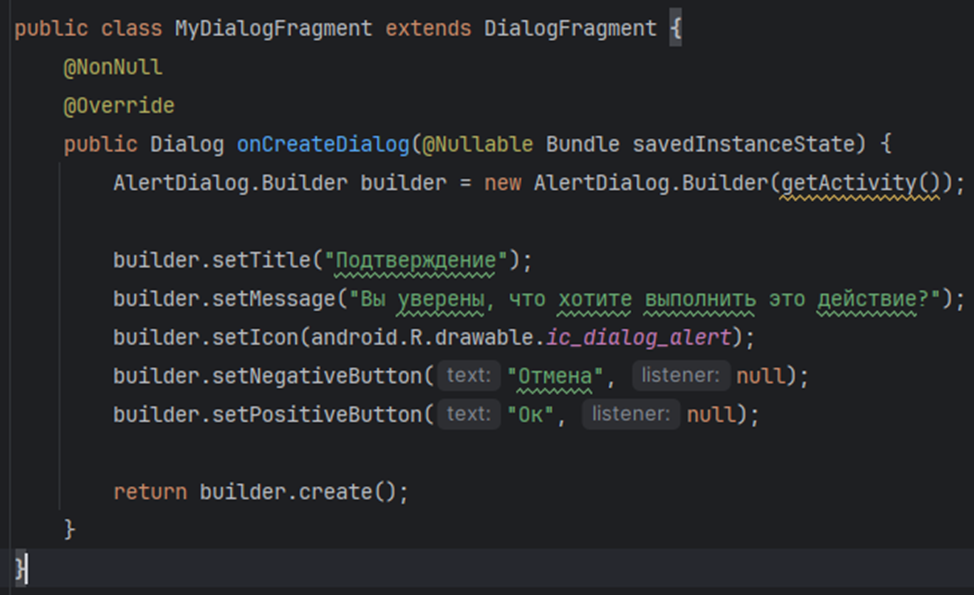 public class MyDialogFragment extends DialogFragment {
@NonNull
@Override
public Dialog onCreateDialog(@Nullable Bundle savedInstanceState) {
AlertDialog.Builder builder = new AlertDialog.Builder(getActivity());
builder.setTitle("Подтверждение");
builder.setMessage("Вы уверены, что хотите выполнить это действие?");
builder.setIcon(android.R.drawable.ic_dialog_alert);
builder.setNegativeButton( text: "Отмена", listener: null);
builder.setPositiveButton( text: "Ок", listener: null);
return builder.create();
}
}